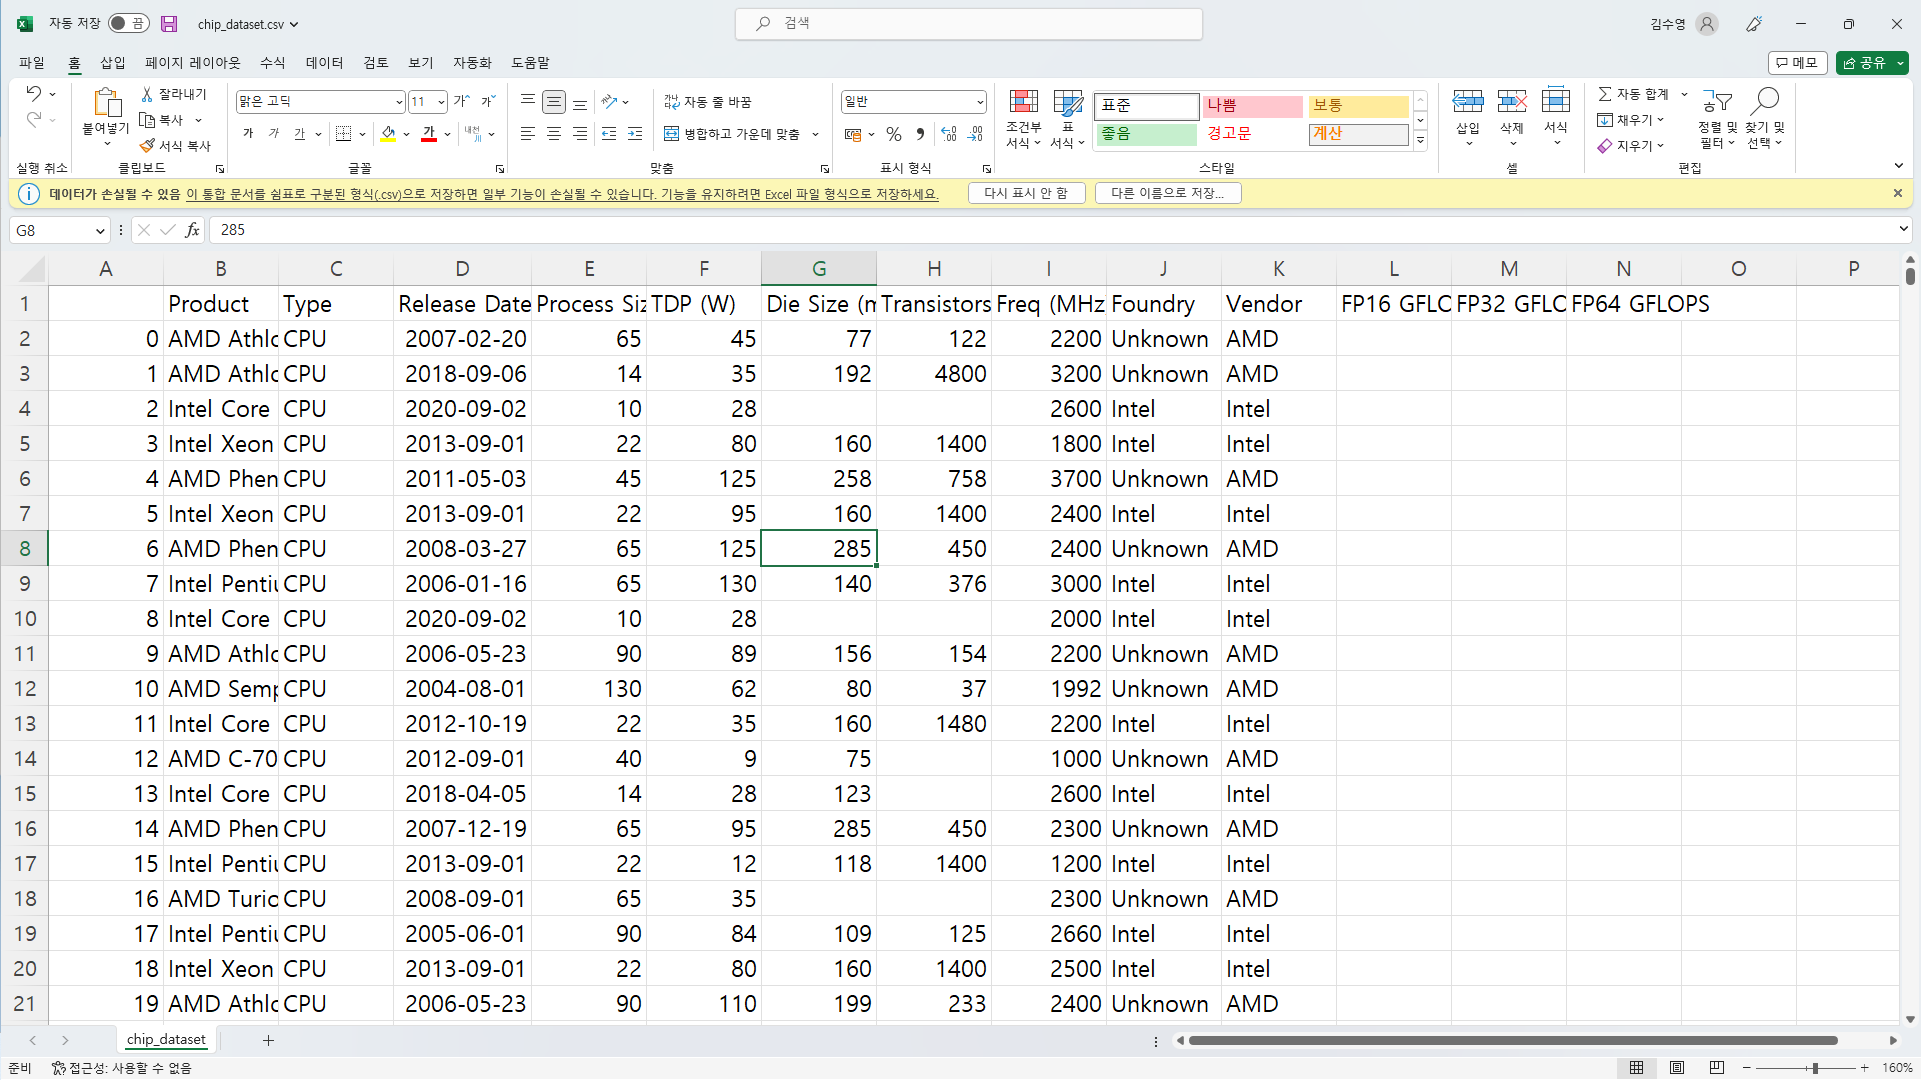 자동 저장 끔 chip_dataset.csv 검색 김수영
파일 홈 삽입 페이지 레이아웃 수식 데이터 검토 보기 자동화 도움말 메모 공유
붙여넣기 잘라내기 복사 서식 복사
맑은 고딕 11 가ˆ 가ˇ
가 가 가 가 내천
가나다 자동 줄 바꿈
병합하고 가운데 맞춤
일반
% 9 .00
조건부 서식 표 서식
표준 나쁨 보통
좋음 경고문 계산
삽입 삭제 서식
자동 합계 채우기 지우기
정렬 및 필터 찾기 및 선택
실행 취소 클립보드 글꼴 맞춤 표시 형식 스타일 셀 편집
데이터가 손실될 수 있음 이 통합 문서를 쉼표로 구분된 형식(.csv)으로 저장하면 일부 기능이 손실될 수 있습니다. 기능을 유지하려면 Excel 파일 형식으로 저장하세요. 다시 표시 안 함 다른 이름으로 저장...
G8 fx 285
A B C D E F G H I J K L M N O P
1 Product Type Release Date Process Siz TDP (W) Die Size (m Transistors Freq (MHz Foundry Vendor FP16 GFLO FP32 GFLO FP64 GFLOPS
2 0 AMD Athlo CPU 2007-02-20 65 45 77 122 2200 Unknown AMD
3 1 AMD Athlo CPU 2018-09-06 14 35 192 4800 3200 Unknown AMD
4 2 Intel Core CPU 2020-09-02 10 28 2600 Intel Intel
5 3 Intel Xeon CPU 2013-09-01 22 80 160 1400 1800 Intel Intel
6 4 AMD Phen CPU 2011-05-03 45 125 258 758 3700 Unknown AMD
7 5 Intel Xeon CPU 2013-09-01 22 95 160 1400 2400 Intel Intel
8 6 AMD Phen CPU 2008-03-27 65 125 285 450 2400 Unknown AMD
9 7 Intel Pentiu CPU 2006-01-16 65 130 140 376 3000 Intel Intel
10 8 Intel Core CPU 2020-09-02 10 28 2000 Intel Intel
11 9 AMD Athlo CPU 2006-05-23 90 89 156 154 2200 Unknown AMD
12 10 AMD Semp CPU 2004-08-01 130 62 80 37 1992 Unknown AMD
13 11 Intel Core CPU 2012-10-19 22 35 160 1480 2200 Intel Intel
14 12 AMD C-70 CPU 2012-09-01 40 9 75 1000 Unknown AMD
15 13 Intel Core CPU 2018-04-05 14 28 123 2600 Intel Intel
16 14 AMD Phen CPU 2007-12-19 65 95 285 450 2300 Unknown AMD
17 15 Intel Pentiu CPU 2013-09-01 22 12 118 1400 1200 Intel Intel
18 16 AMD Turio CPU 2008-09-01 65 35 2300 Unknown AMD
19 17 Intel Pentiu CPU 2005-06-01 90 84 109 125 2660 Intel Intel
20 18 Intel Xeon CPU 2013-09-01 22 80 160 1400 2500 Intel Intel
21 19 AMD Athlo CPU 2006-05-23 90 110 199 233 2400 Unknown AMD
chip_dataset
준비 접근성: 사용할 수 없음 160%